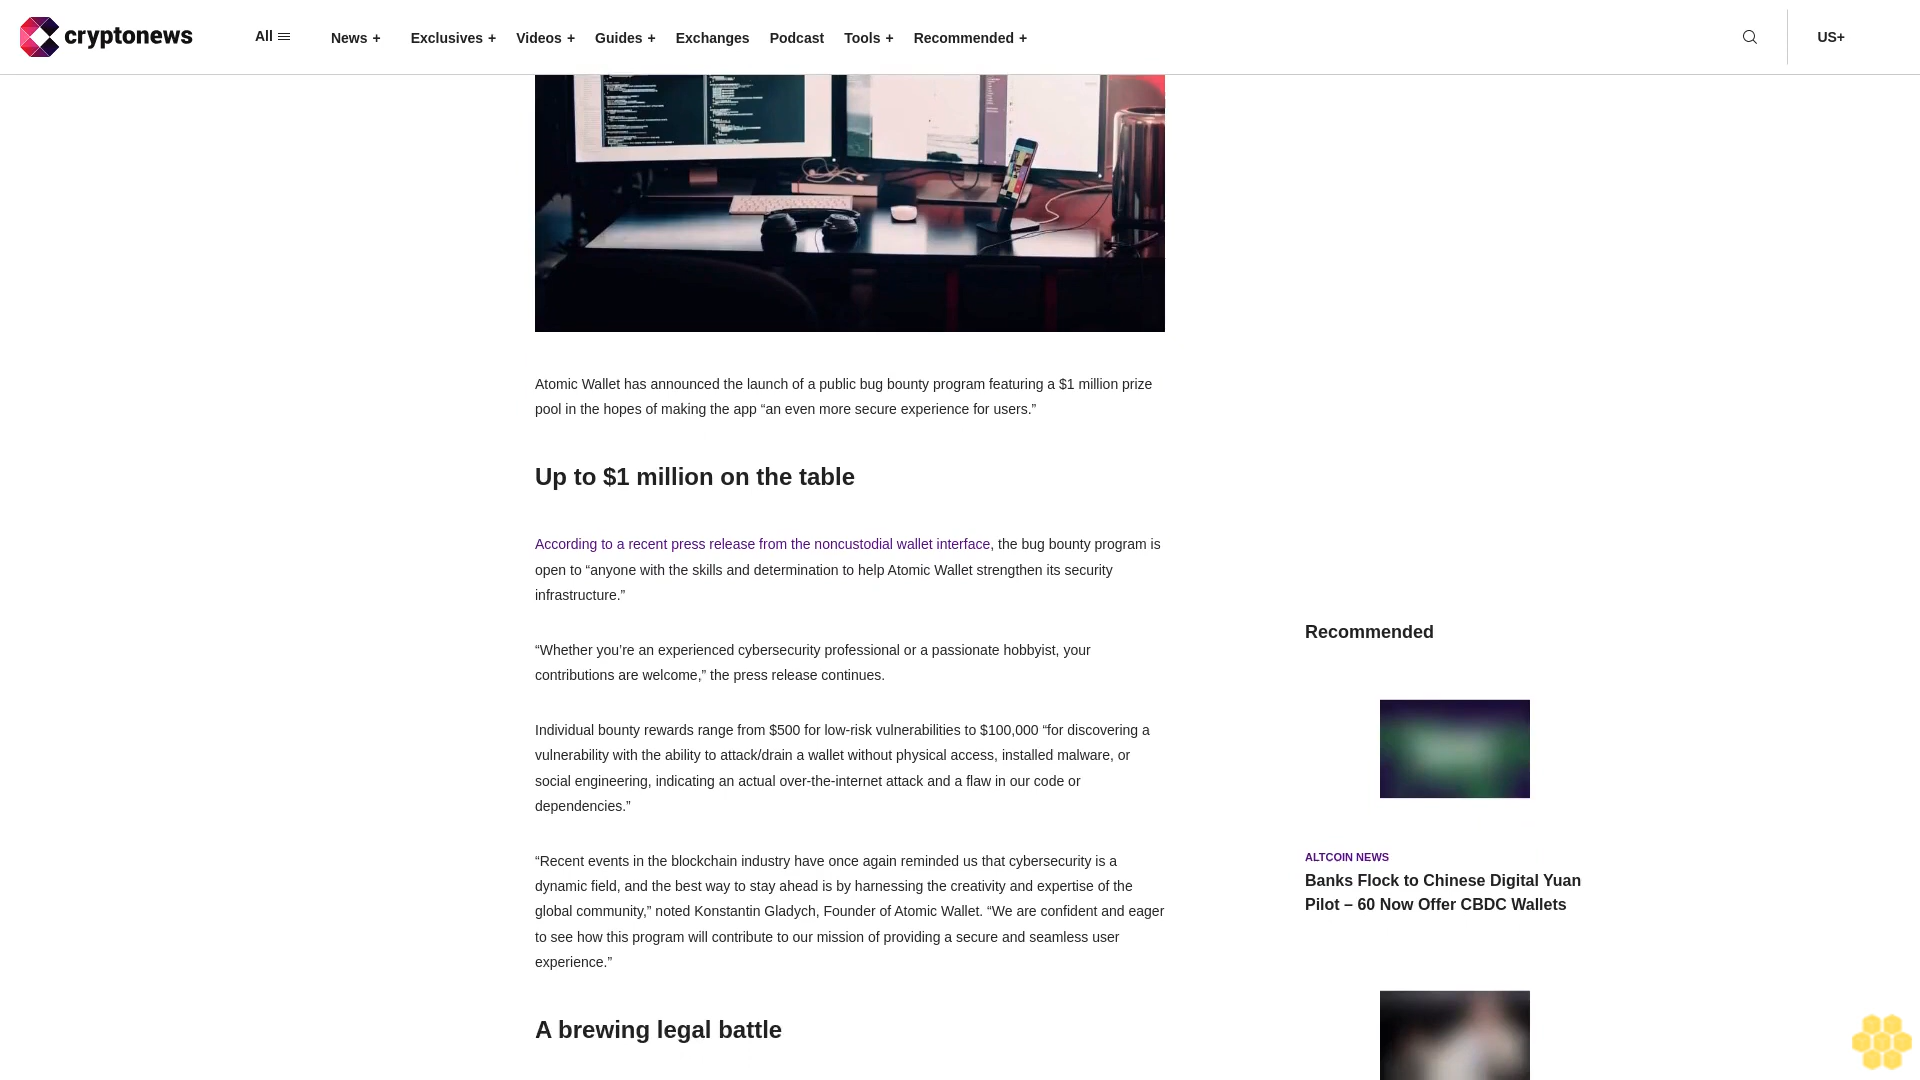 cryptonews
All
News +
Exclusives +
Videos +
Guides +
Exchanges
Podcast
Tools +
Recommended +
US+
Atomic Wallet has announced the launch of a public bug bounty program featuring a $1 million prize
pool in the hopes of making the app “an even more secure experience for users.”
Up to $1 million on the table
According to a recent press release from the noncustodial wallet interface, the bug bounty program is
open to “anyone with the skills and determination to help Atomic Wallet strengthen its security
infrastructure.”
“Whether you’re an experienced cybersecurity professional or a passionate hobbyist, your
contributions are welcome,” the press release continues.
Individual bounty rewards range from $500 for low-risk vulnerabilities to $100,000 “for discovering a
vulnerability with the ability to attack/drain a wallet without physical access, installed malware, or
social engineering, indicating an actual over-the-internet attack and a flaw in our code or
dependencies.”
“Recent events in the blockchain industry have once again reminded us that cybersecurity is a
dynamic field, and the best way to stay ahead is by harnessing the creativity and expertise of the
global community,” noted Konstantin Gladych, Founder of Atomic Wallet. “We are confident and eager
to see how this program will contribute to our mission of providing a secure and seamless user
experience.”
A brewing legal battle
Recommended
ALTCOIN NEWS
Banks Flock to Chinese Digital Yuan
Pilot – 60 Now Offer CBDC Wallets